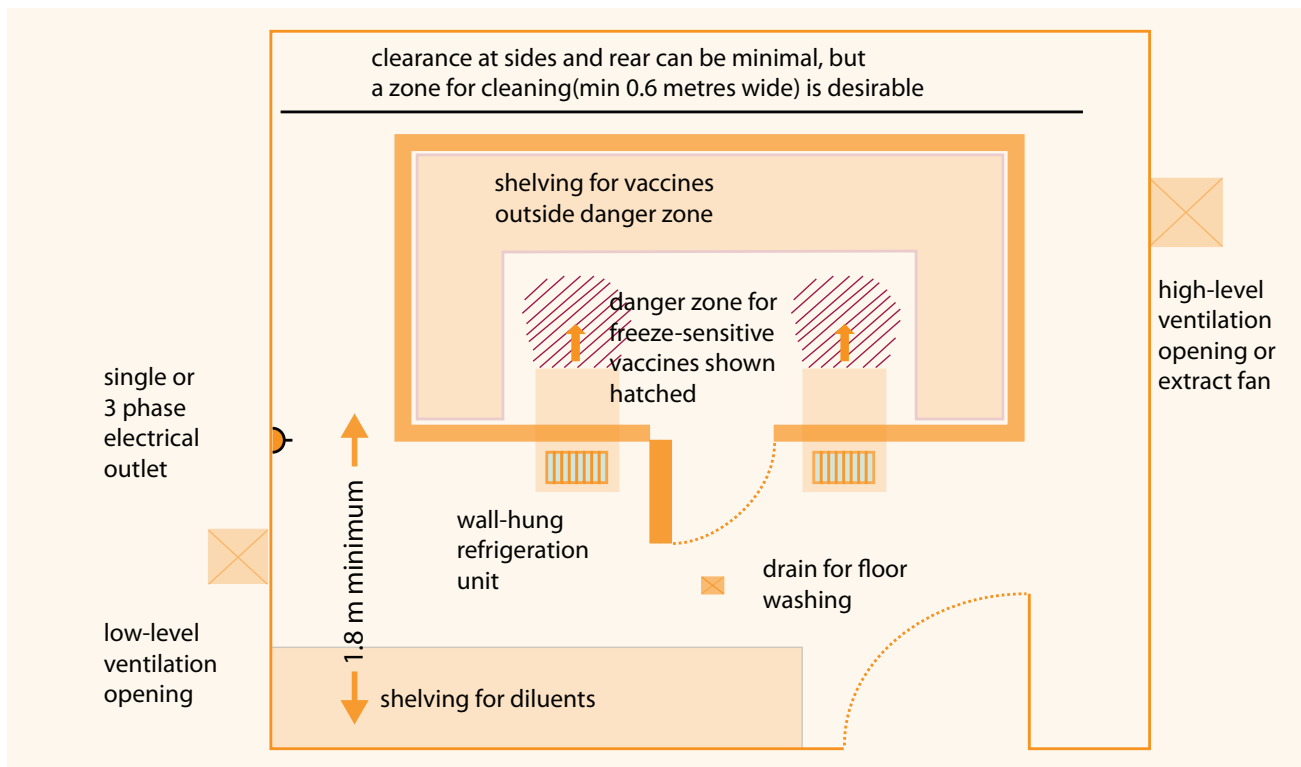 clearance at sides and rear can be minimal, but
a zone for cleaning(min 0.6 metres wide) is desirable
shelving for vaccines
outside danger zone
danger zone for
freeze-sensitive
vaccines shown
hatched
high-level
ventilation
opening or
extract fan
single or
3 phase
electrical
outlet
1.8 m minimum
wall-hung
refrigeration
unit
drain for floor
washing
low-level
ventilation
opening
shelving for diluents